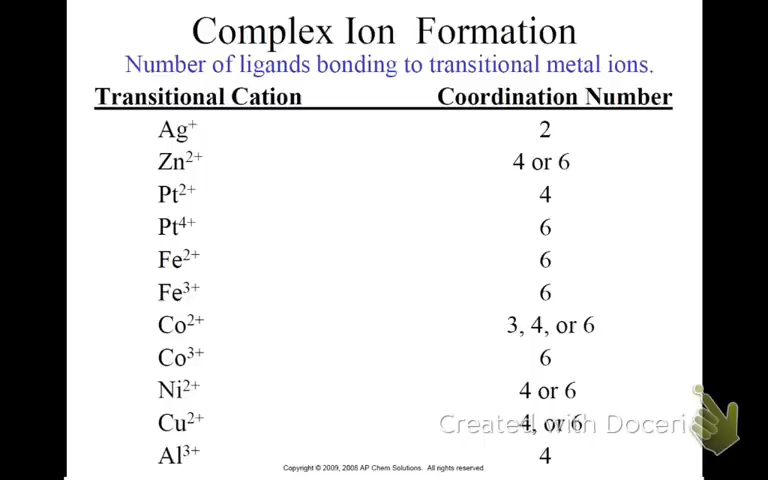 Complex Ion Formation
Number of ligands bonding to transitional metal ions.
Transitional Cation Coordination Number
Ag⁺ 2
Zn²⁺ 4 or 6
Pt²⁺ 4
Pt⁴⁺ 6
Fe²⁺ 6
Fe³⁺ 6
Co²⁺ 3, 4, or 6
Co³⁺ 6
Ni²⁺ 4 or 6
Cu²⁺ 4, or 6
Created with Doceri
Al³⁺ 4
Copyright © 2009, 2008 AP Chem Solutions. All rights reserved.